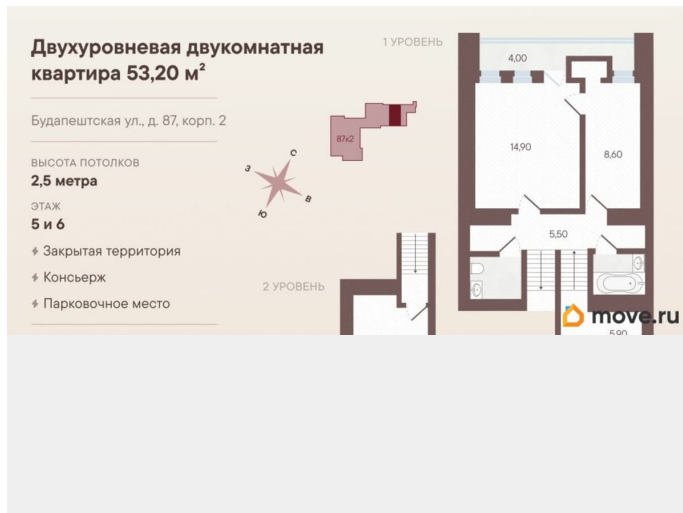 Двухуровневая двукомнатная
квартира 53,20 м²
Будапештская ул., д. 87, корп. 2
ВЫСОТА ПОТОЛКОВ
2,5 метра
ЭТАЖ
5 и 6
Закрытая территория
Консьерж
Парковочное место
87к2
С
З
В
Ю
1 УРОВЕНЬ
4,00
14,90
8,60
5,50
2 УРОВЕНЬ
move.ru
5,90